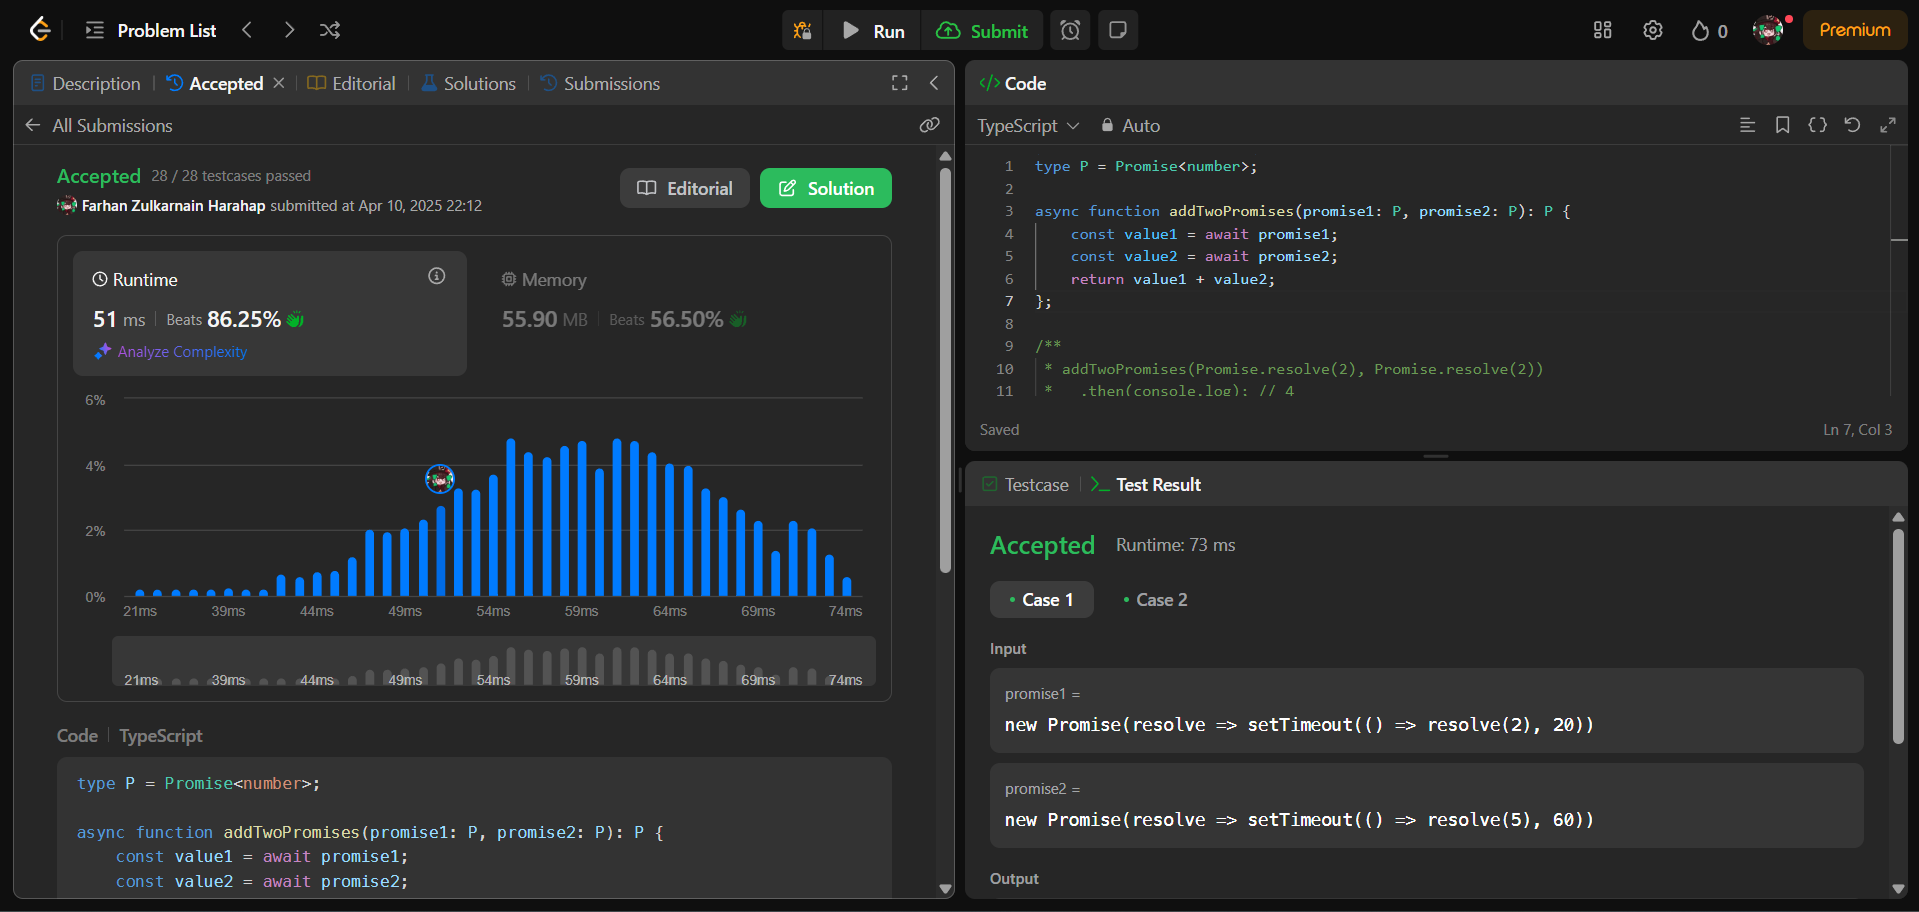 Problem List
Run
Submit
0
Premium
Description
Accepted
Editorial
Solutions
Submissions
All Submissions
Accepted 28 / 28 testcases passed
Farhan Zulkarnain Harahap submitted at Apr 10, 2025 22:12
Editorial
Solution
Runtime
51 ms Beats 86.25%
Analyze Complexity
Memory
55.90 MB Beats 56.50%
6%
4%
2%
0%
21ms 39ms 44ms 49ms 54ms 59ms 64ms 69ms 74ms
21ms 39ms 44ms 49ms 54ms 59ms 64ms 69ms 74ms
Code TypeScript
type P = Promise<number>;
async function addTwoPromises(promise1: P, promise2: P): P {
const value1 = await promise1;
const value2 = await promise2;
</> Code
TypeScript Auto
1 type P = Promise<number>;
2
3 async function addTwoPromises(promise1: P, promise2: P): P {
4 const value1 = await promise1;
5 const value2 = await promise2;
6 return value1 + value2;
7 };
8
9 /**
10 * addTwoPromises(Promise.resolve(2), Promise.resolve(2))
11 * .then(console.log); // 4
Saved
Ln 7, Col 3
Testcase
Test Result
Accepted Runtime: 73 ms
Case 1
Case 2
Input
promise1 =
new Promise(resolve => setTimeout(() => resolve(2), 20))
promise2 =
new Promise(resolve => setTimeout(() => resolve(5), 60))
Output